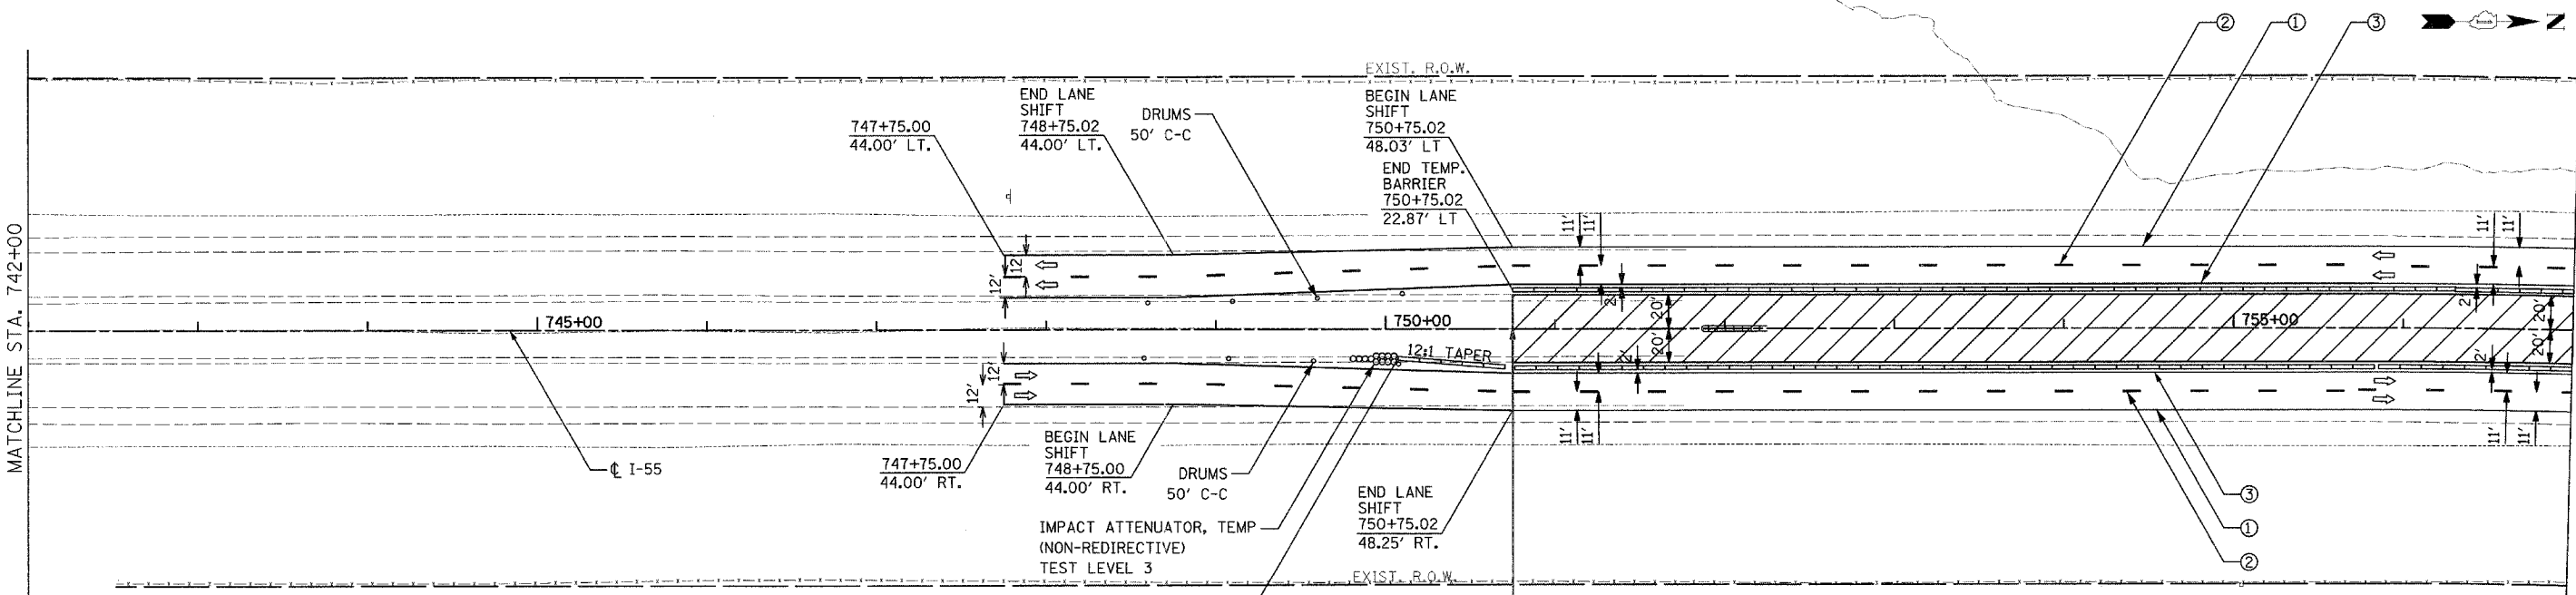 ② ① ③
N
EXIST. R.O.W.
END LANE
SHIFT
748+75.02
44.00' LT.
DRUMS
50' C-C
BEGIN LANE
SHIFT
750+75.02
48.03' LT
747+75.00
44.00' LT.
END TEMP.
BARRIER
750+75.02
22.87' LT
MATCHLINE STA. 742+00
11'
11'
11'
11'
12'
12'
2'
2'
20'
20'
20'
20'
745+00
750+00
755+00
12:1 TAPER
2'
2'
12'
12'
11'
11'
11'
11'
℄ I-55
747+75.00
44.00' RT.
BEGIN LANE
SHIFT
748+75.00
44.00' RT.
DRUMS
50' C-C
IMPACT ATTENUATOR, TEMP
(NON-REDIRECTIVE)
TEST LEVEL 3
END LANE
SHIFT
750+75.02
48.25' RT.
③
①
②
EXIST. R.O.W.